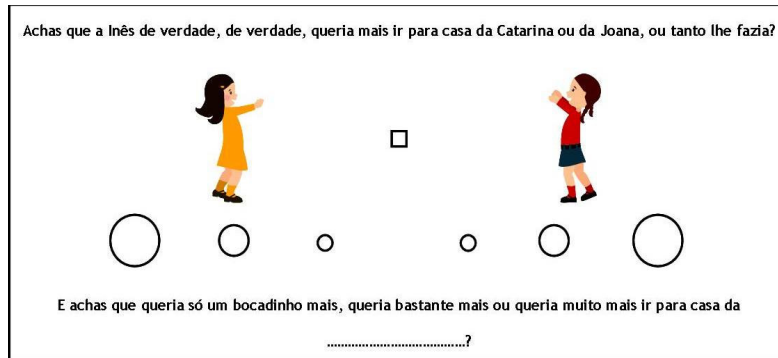 Achas que a Inês de verdade, de verdade, queria mais ir para casa da Catarina ou da Joana, ou tanto lhe fazia?
E achas que queria só um bocadinho mais, queria bastante mais ou queria muito mais ir para casa da
.......................................?